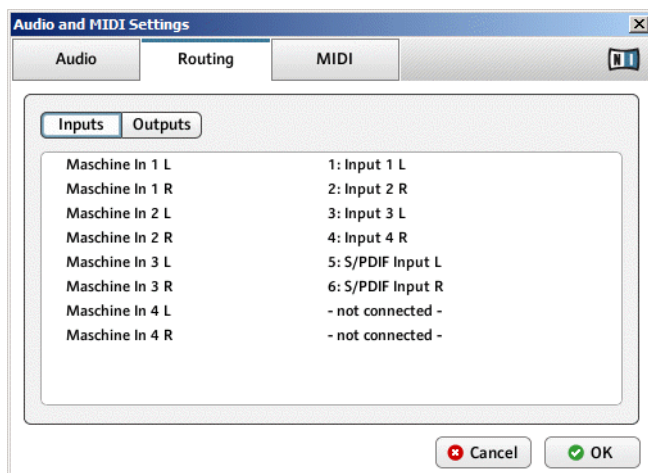 Audio and MIDI Settings
Audio Routing MIDI
NI
Inputs Outputs
Maschine In 1 L 1: Input 1 L
Maschine In 1 R 2: Input 2 R
Maschine In 2 L 3: Input 3 L
Maschine In 2 R 4: Input 4 R
Maschine In 3 L 5: S/PDIF Input L
Maschine In 3 R 6: S/PDIF Input R
Maschine In 4 L - not connected -
Maschine In 4 R - not connected -
Cancel OK